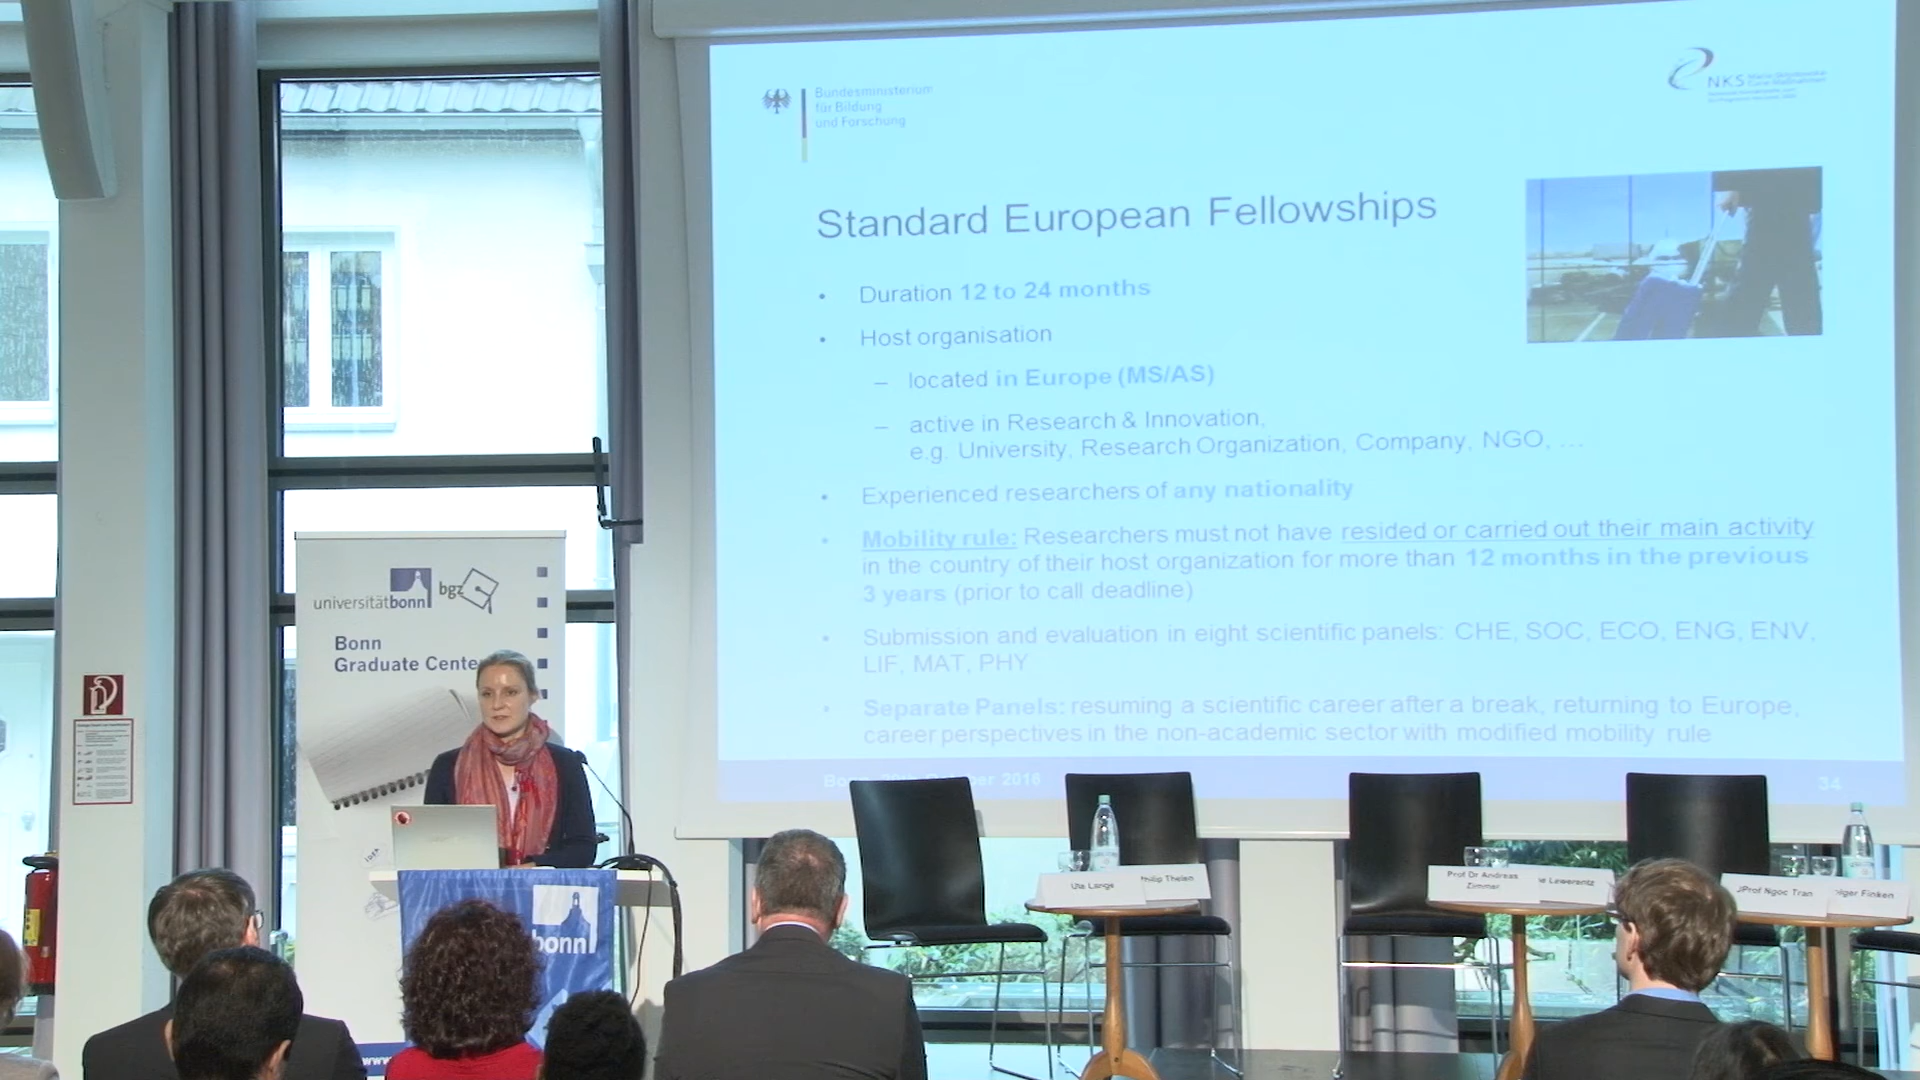 Bundesministerium
für Bildung
und Forschung
NKS
Standard European Fellowships
• Duration 12 to 24 months
• Host organisation
– located in Europe (MS/AS)
– active in Research & Innovation,
e.g. University, Research Organization, Company, NGO, ...
• Experienced researchers of any nationality
• Mobility rule: Researchers must not have resided or carried out their main activity
in the country of their host organization for more than 12 months in the previous
3 years (prior to call deadline)
• Submission and evaluation in eight scientific panels: CHE, SOC, ECO, ENG, ENV,
LIF, MAT, PHY
• Separate Panels: resuming a scientific career after a break, returning to Europe,
career perspectives in the non-academic sector with modified mobility rule
2016
34
universitätbonn
bgz
Bonn
Graduate Cente
bonn
www
Uta Lange
Philip Thelen
Prof Dr Andreas
Zimmer
Lewerentz
JProf Ngoc Tran
Finken